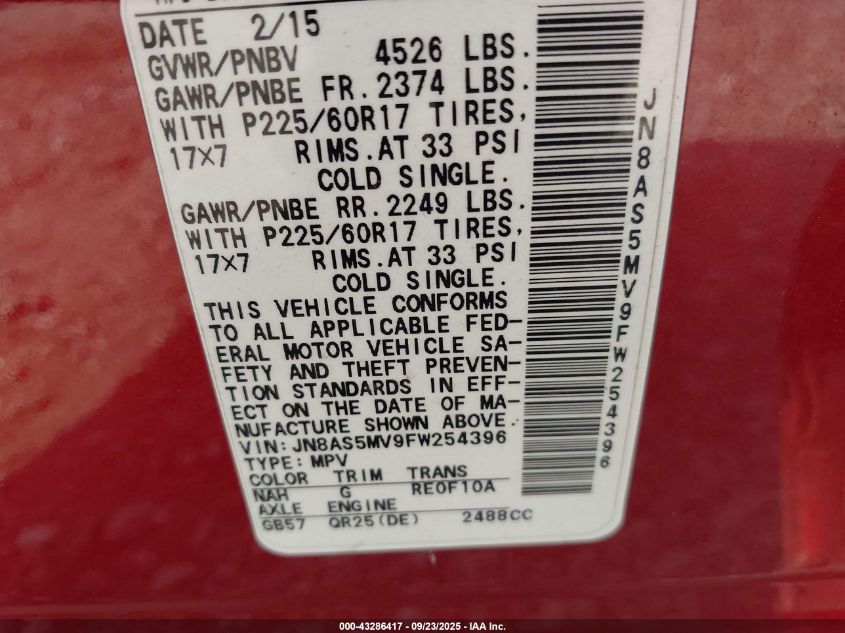 DATE 2/15
GVWR/PNBV 4526 LBS.
GAWR/PNBE FR. 2374 LBS.
WITH P225/60R17 TIRES,
17X7 RIMS.AT 33 PSI
COLD SINGLE.
GAWR/PNBE RR. 2249 LBS.
WITH P225/60R17 TIRES,
17X7 RIMS.AT 33 PSI
COLD SINGLE.
THIS VEHICLE CONFORMS
TO ALL APPLICABLE FED-
ERAL MOTOR VEHICLE SA-
FETY AND THEFT PREVEN-
TION STANDARDS IN EFF-
ECT ON THE DATE OF MA-
NUFACTURE SHOWN ABOVE.
VIN: JN8AS5MV9FW254396
TYPE: MPV
COLOR TRIM TRANS
NAH G RE0F10A
AXLE ENGINE
GB57 QR25(DE) 2488CC
JN8AS5MV9FW254396
000-43286417 - 09/23/2025 - IAA Inc.